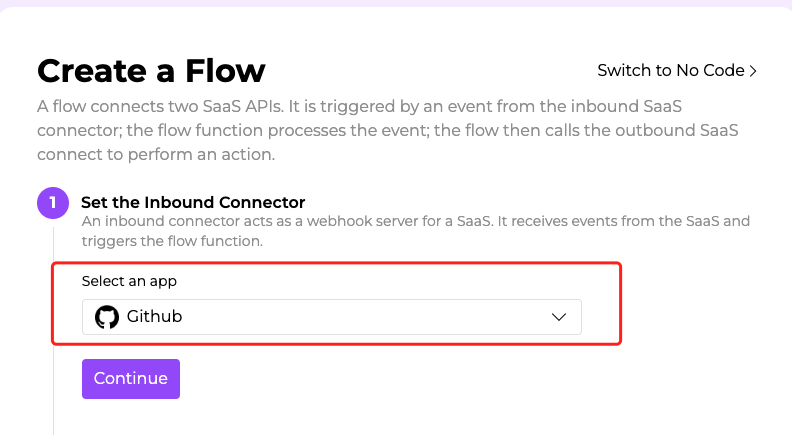 Create a Flow
Switch to No Code >
A flow connects two SaaS APIs. It is triggered by an event from the inbound SaaS
connector; the flow function processes the event; the flow then calls the outbound SaaS
connect to perform an action.
1
Set the Inbound Connector
An inbound connector acts as a webhook server for a SaaS. It receives events from the SaaS and
triggers the flow function.
Select an app
Github
Continue